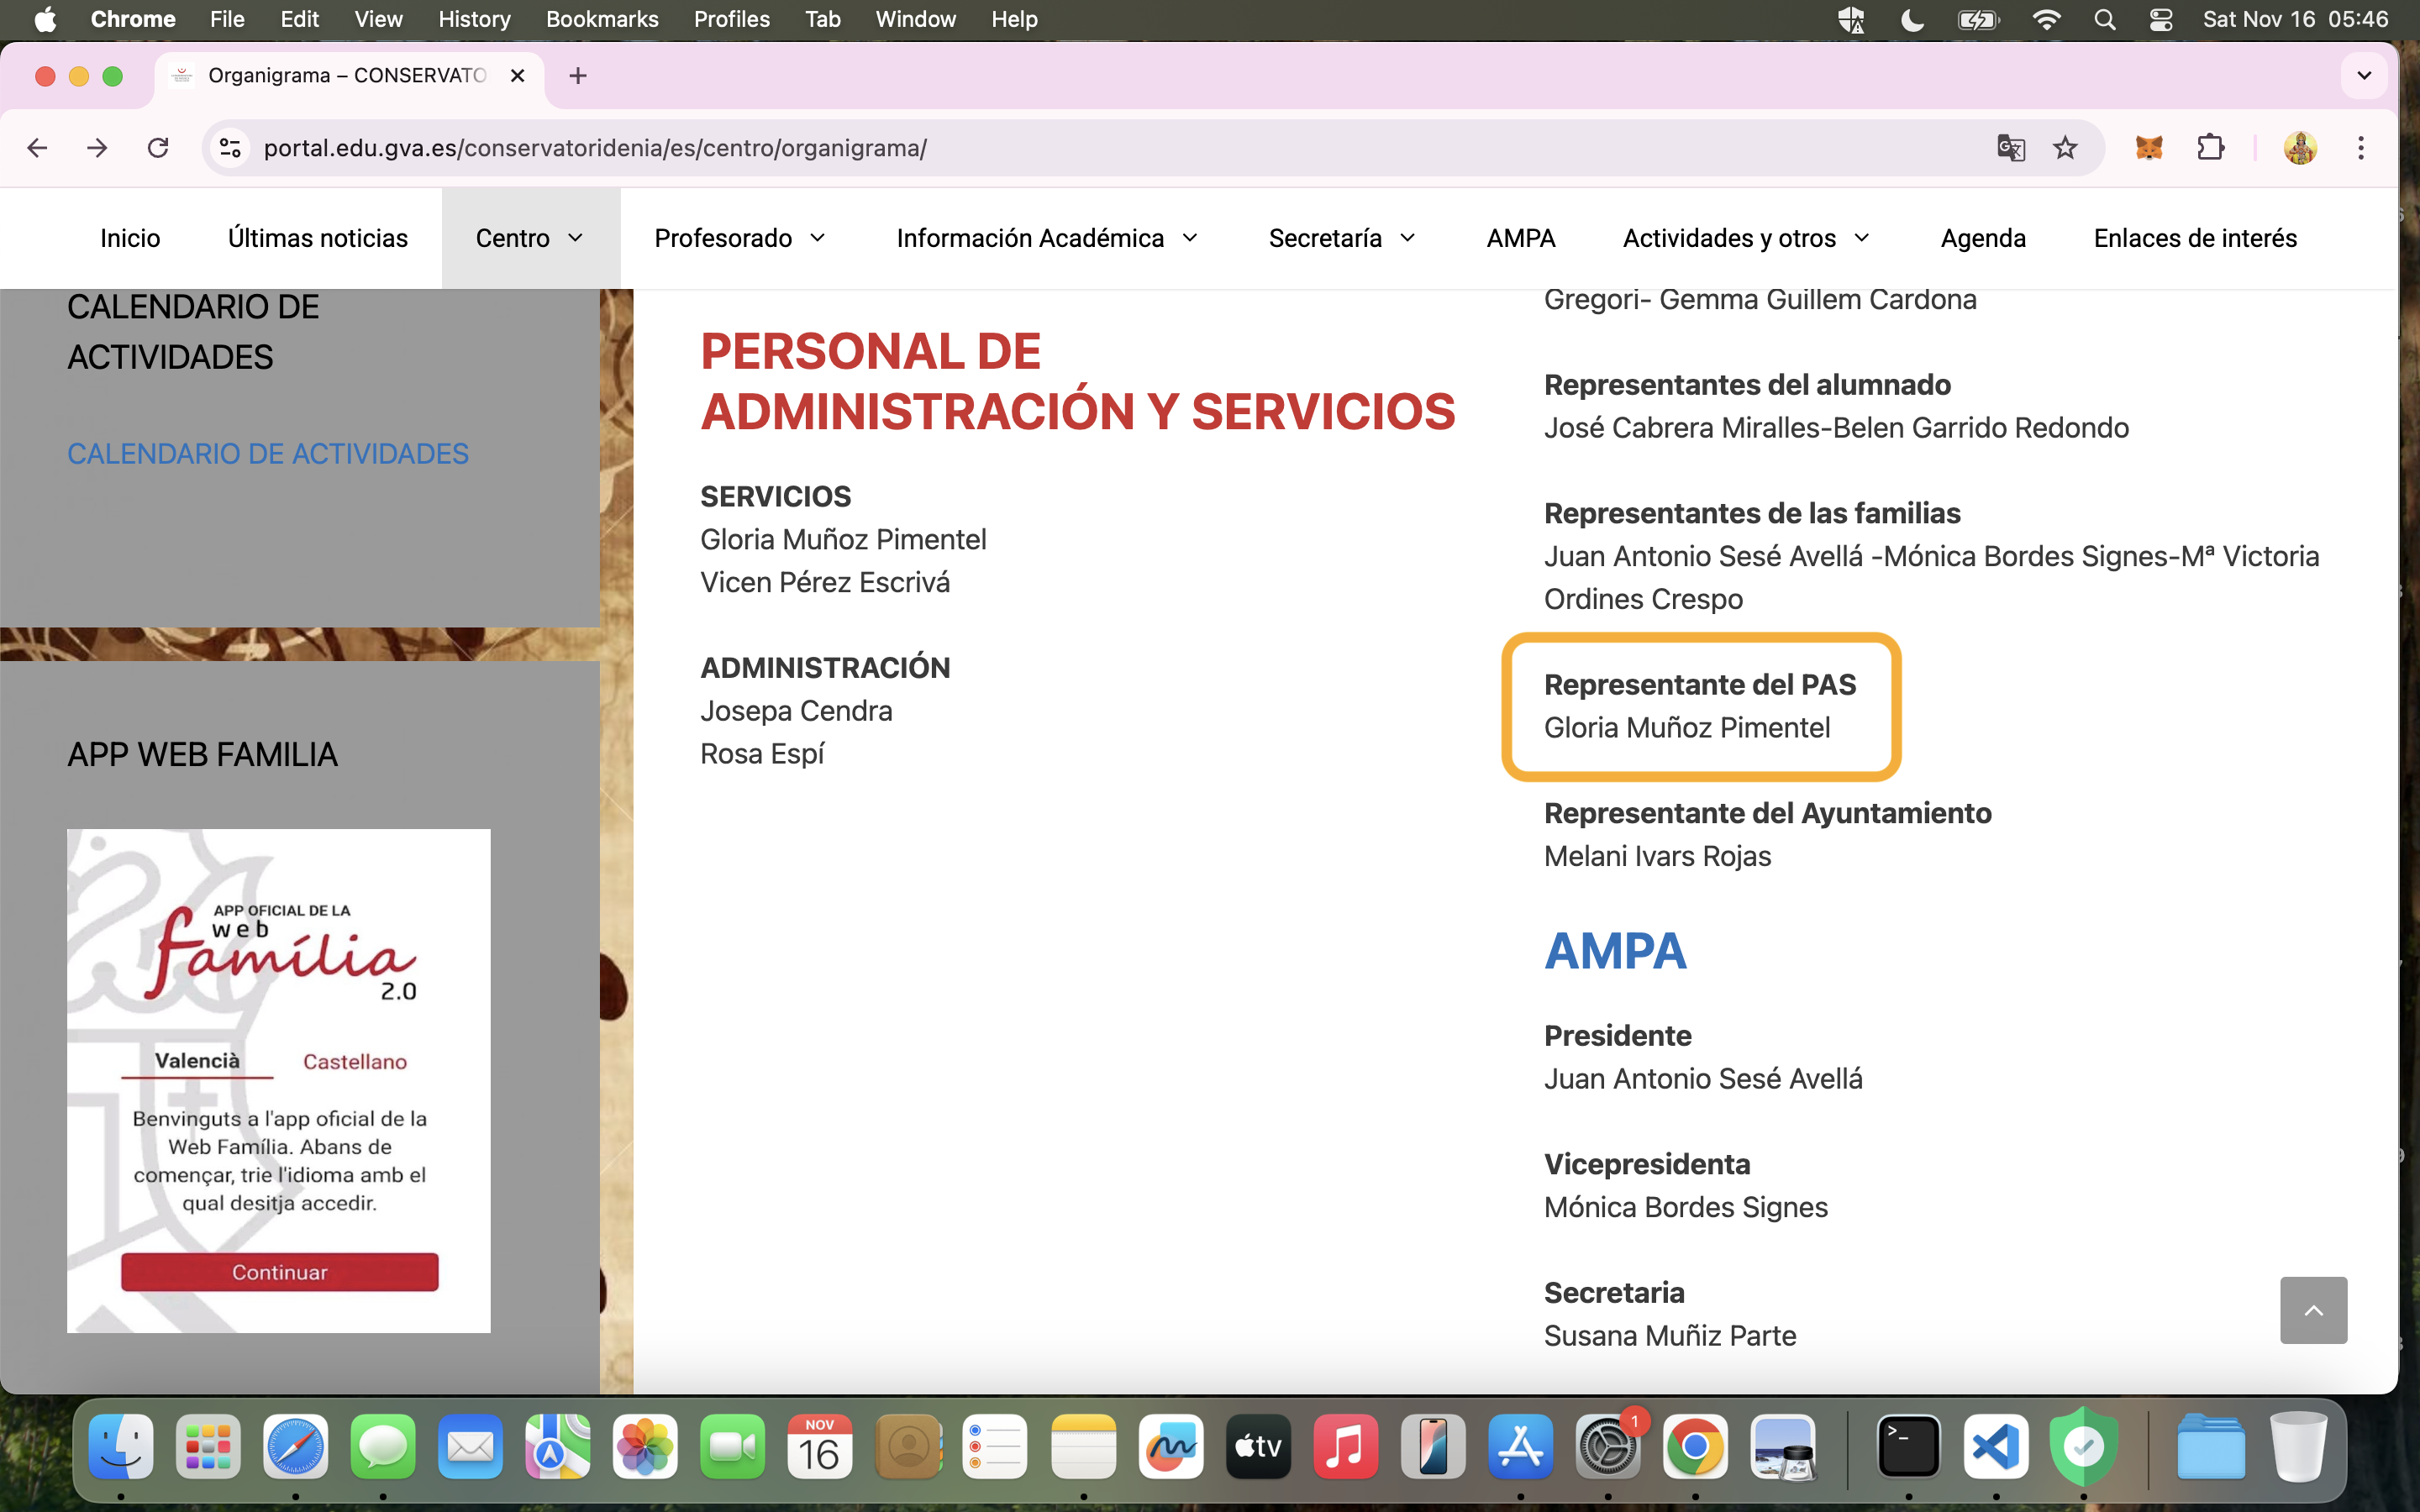 Chrome File Edit View History Bookmarks Profiles Tab Window Help Sat Nov 16 05:46
Organigrama – CONSERVATO
portal.edu.gva.es/conservatoridenia/es/centro/organigrama/
Inicio Últimas noticias Centro Profesorado Información Académica Secretaría AMPA Actividades y otros Agenda Enlaces de interés
CALENDARIO DE
ACTIVIDADES
CALENDARIO DE ACTIVIDADES
APP WEB FAMILIA
APP OFICIAL DE LA
web
família
2.0
Valencià Castellano
Benvinguts a l'app oficial de la
Web Família. Abans de
començar, trie l'idioma amb el
qual desitja accedir.
Continuar
PERSONAL DE
ADMINISTRACIÓN Y SERVICIOS
SERVICIOS
Gloria Muñoz Pimentel
Vicen Pérez Escrivá
ADMINISTRACIÓN
Josepa Cendra
Rosa Espí
Gregori- Gemma Guillem Cardona
Representantes del alumnado
José Cabrera Miralles-Belen Garrido Redondo
Representantes de las familias
Juan Antonio Sesé Avellá -Mónica Bordes Signes-Mª Victoria
Ordines Crespo
Representante del PAS
Gloria Muñoz Pimentel
Representante del Ayuntamiento
Melani Ivars Rojas
AMPA
Presidente
Juan Antonio Sesé Avellá
Vicepresidenta
Mónica Bordes Signes
Secretaria
Susana Muñiz Parte
NOV
16
tv
1